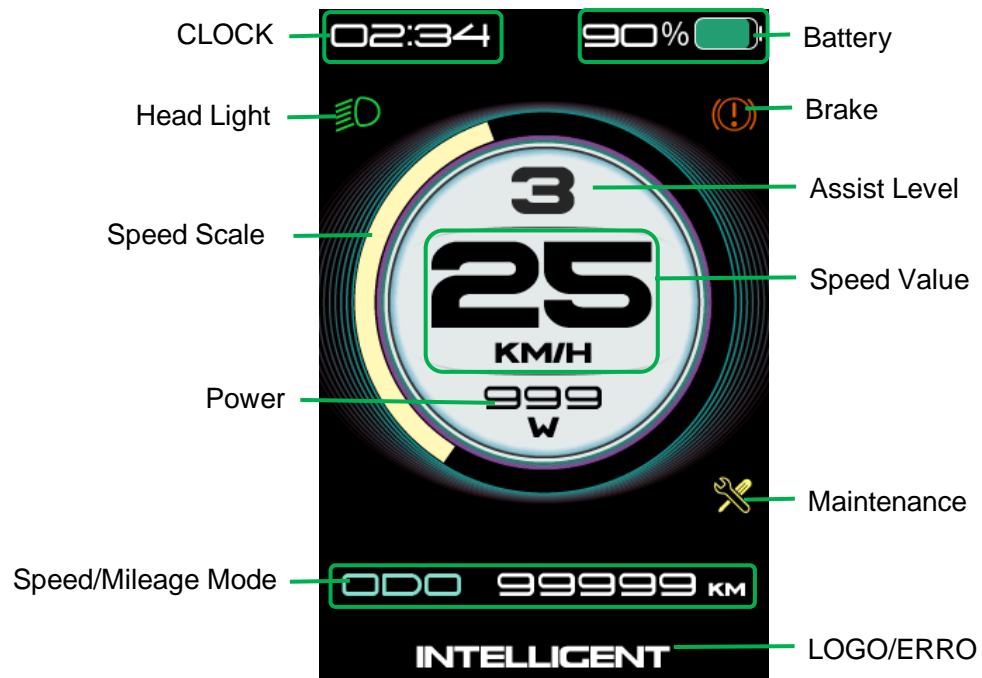 CLOCK
02:34
90%
Battery
Head Light
Brake
3
Assist Level
Speed Scale
25
Speed Value
KM/H
Power
999
W
Maintenance
Speed/Mileage Mode
ODO 99999 KM
INTELLIGENT
LOGO/ERRO